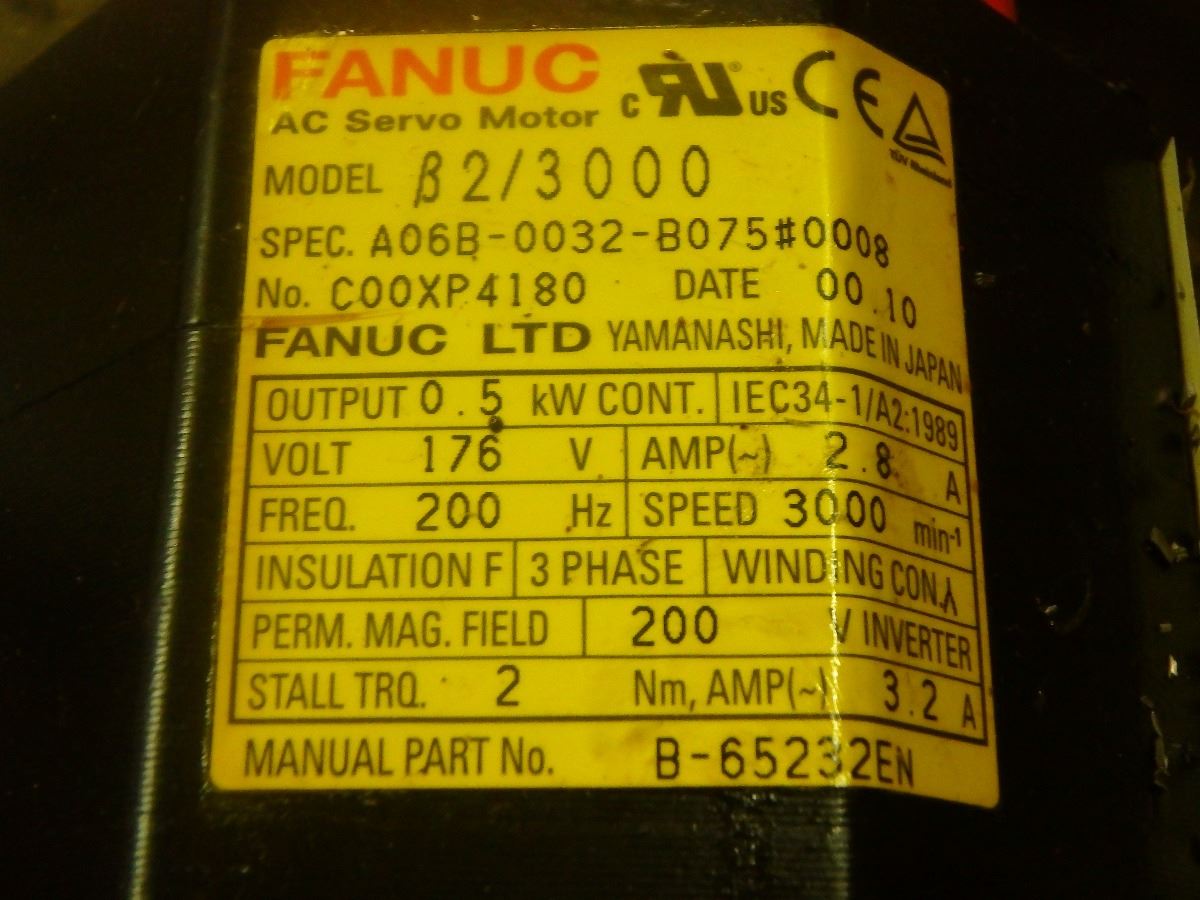 FANUC
AC Servo Motor
C RU® US CE TÜV Rheinland
MODEL β2/3000
SPEC. A06B-0032-B075#0008
No. C00XP4180 DATE 00.10
FANUC LTD YAMANASHI, MADE IN JAPAN
OUTPUT 0.5 kW CONT. IEC34-1/A2:1989
VOLT 176 V AMP(~) 2.8 A
FREQ. 200 Hz SPEED 3000 min-¹
INSULATION F 3 PHASE WINDING CON.⅄
PERM. MAG. FIELD 200 V INVERTER
STALL TRQ. 2 Nm, AMP(~) 3.2 A
MANUAL PART No. B-65232EN